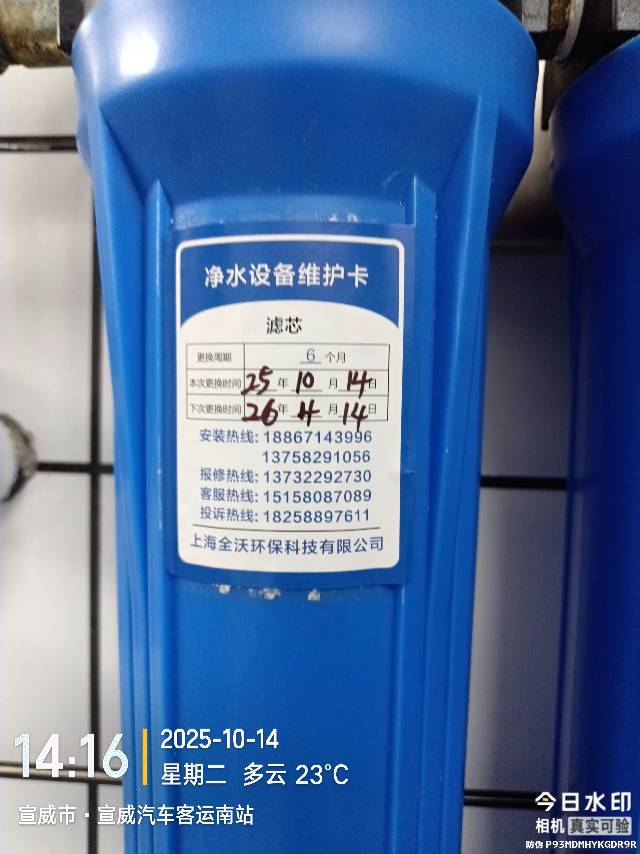 净水设备维护卡
滤芯
更换周期 6 个月
本次更换时间 25 年 10 月 14 日
下次更换时间 26 年 4 月 14 日
安装热线: 18867143996
13758291056
报修热线: 13732292730
客服热线: 15158087089
投诉热线: 18258897611
上海全沃环保科技有限公司
14:16
2025-10-14
星期二 多云 23℃
宣威市·宣威汽车客运南站
今日水印
相机 真实可验
防伪 P93MDMHYKGDR9R